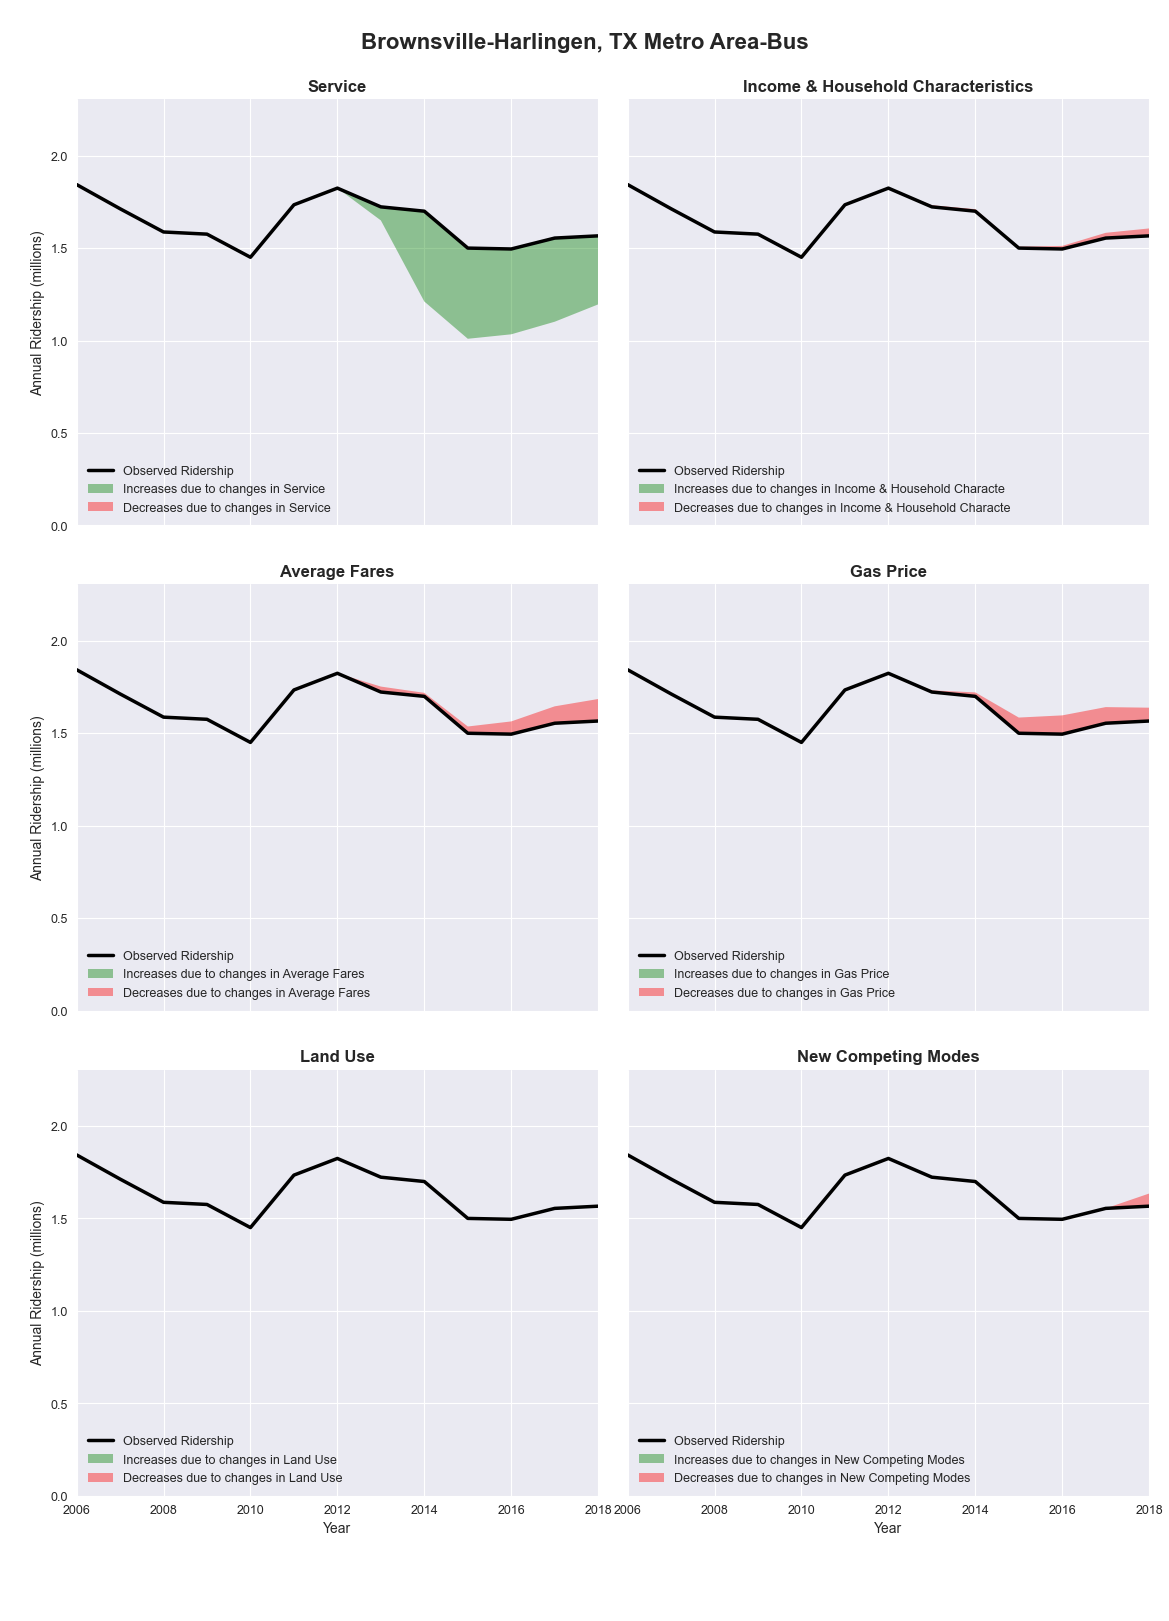 Brownsville-Harlingen, TX Metro Area-Bus
Service
Annual Ridership (millions)
2.0
1.5
1.0
0.5
0.0
Observed Ridership
Increases due to changes in Service
Decreases due to changes in Service
Income & Household Characteristics
Observed Ridership
Increases due to changes in Income & Household Characte
Decreases due to changes in Income & Household Characte
Average Fares
Annual Ridership (millions)
2.0
1.5
1.0
0.5
0.0
Observed Ridership
Increases due to changes in Average Fares
Decreases due to changes in Average Fares
Gas Price
Observed Ridership
Increases due to changes in Gas Price
Decreases due to changes in Gas Price
Land Use
Annual Ridership (millions)
2.0
1.5
1.0
0.5
0.0
Observed Ridership
Increases due to changes in Land Use
Decreases due to changes in Land Use
2006 2008 2010 2012 2014 2016 2018
Year
New Competing Modes
Observed Ridership
Increases due to changes in New Competing Modes
Decreases due to changes in New Competing Modes
2006 2008 2010 2012 2014 2016 2018
Year